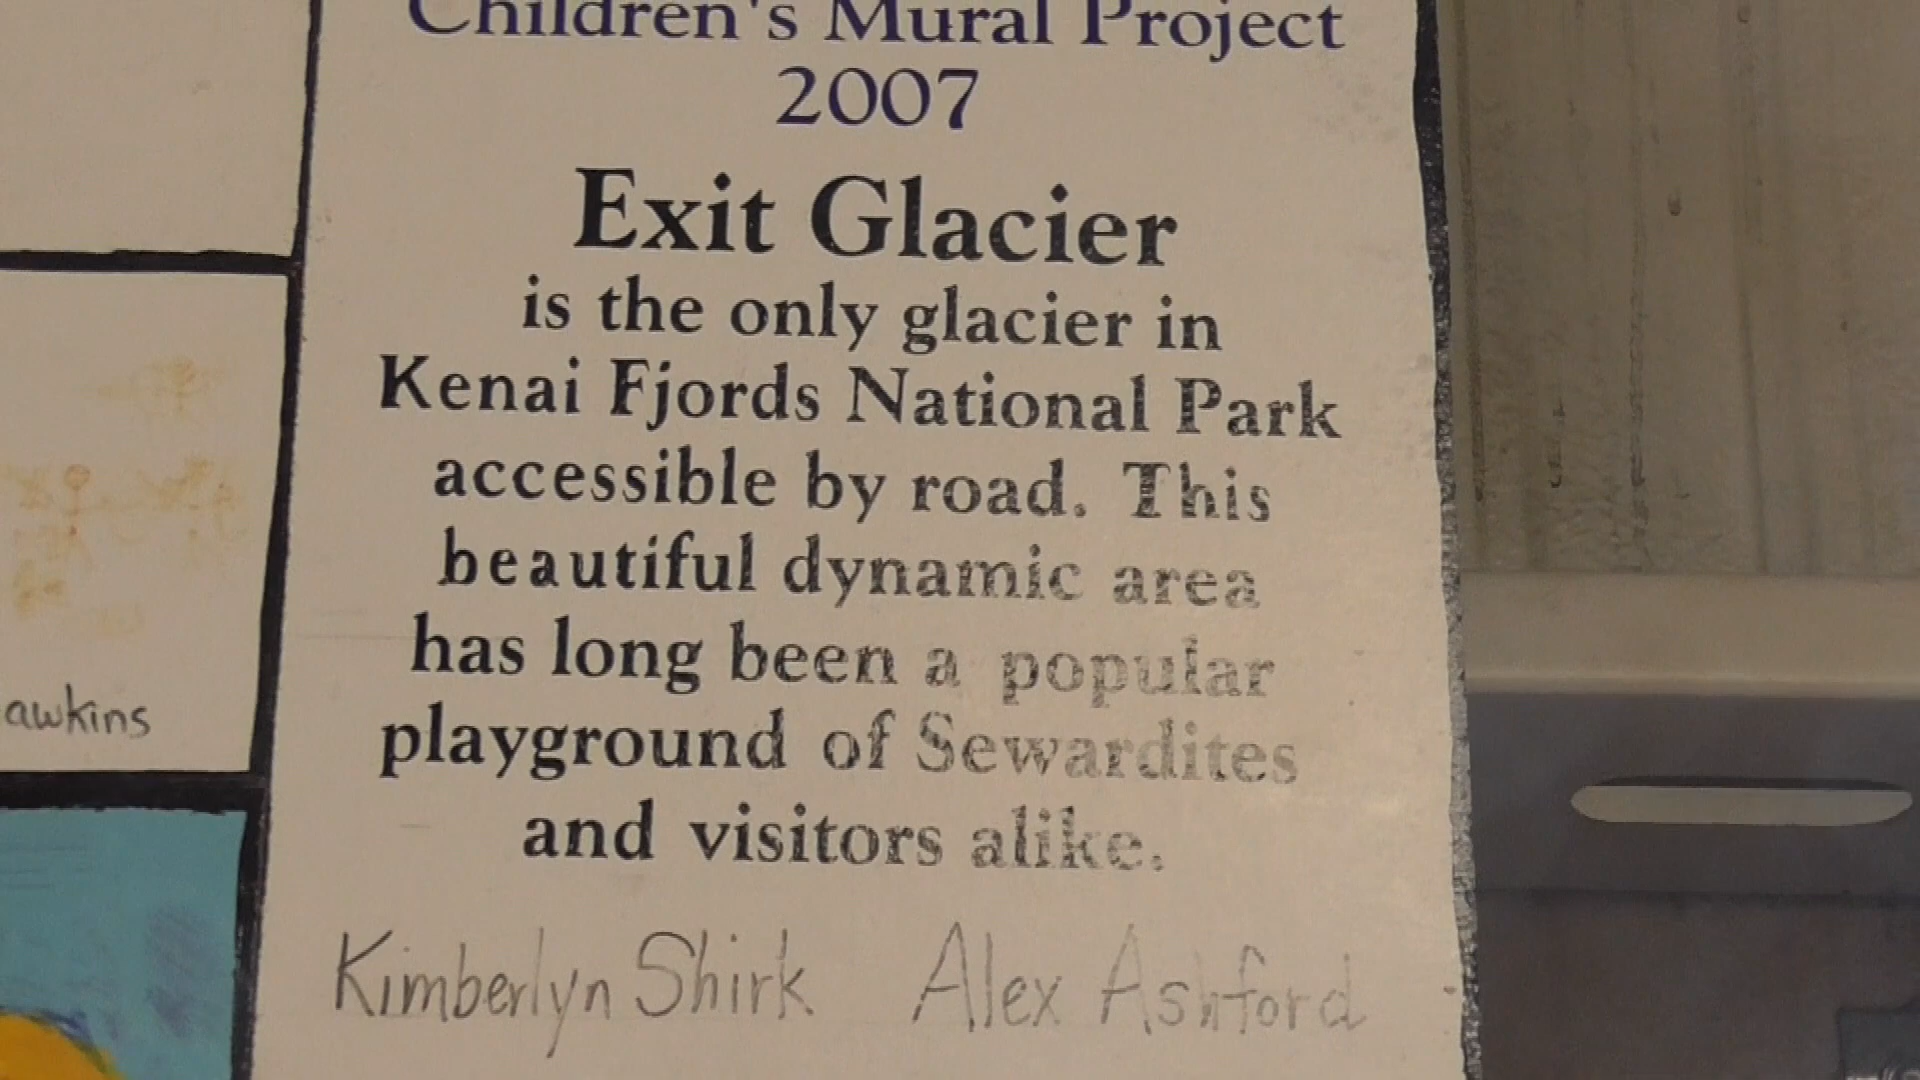 Children's Mural Project
2007
Exit Glacier
is the only glacier in
Kenai Fjords National Park
accessible by road. This
beautiful dynamic area
has long been a popular
playground of Sewardites
and visitors alike.
Kimberlyn Shirk Alex Ashford
awkins